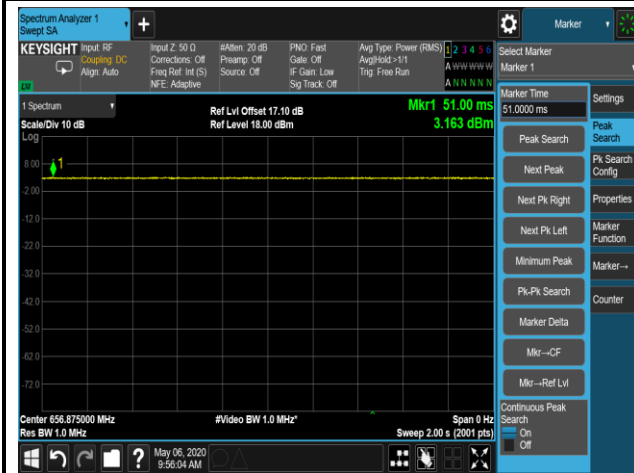 Spectrum Analyzer 1
Swept SA
+
Marker
KEYSIGHT
Input: RF
Coupling: DC
Align: Auto
Input Z: 50 Ω
Corrections: Off
Freq Ref: Int (S)
NFE: Adaptive
#Atten: 20 dB
Preamp: Off
Source: Off
PNO: Fast
Gate: Off
IF Gain: Low
Sig Track: Off
Avg Type: Power (RMS)
Avg|Hold:>1/1
Trig: Free Run
1 2 3 4 5 6
A W W W W W
A N N N N N
LXI
Select Marker
Marker 1
1 Spectrum
Ref Lvl Offset 17.10 dB
Mkr1 51.00 ms
Scale/Div 10 dB
Ref Level 18.00 dBm
3.163 dBm
Log
8.00
1
-2.00
-12.0
-22.0
-32.0
-42.0
-52.0
-62.0
-72.0
Center 656.875000 MHz
#Video BW 1.0 MHz*
Span 0 Hz
Res BW 1.0 MHz
Sweep 2.00 s (2001 pts)
Marker Time
51.0000 ms
Peak Search
Next Peak
Next Pk Right
Next Pk Left
Minimum Peak
Pk-Pk Search
Marker Delta
Mkr→CF
Mkr→Ref Lvl
Continuous Peak
Search
On
Off
Settings
Peak
Search
Pk Search
Config
Properties
Marker
Function
Marker→
Counter
?
May 06, 2020
9:56:04 AM